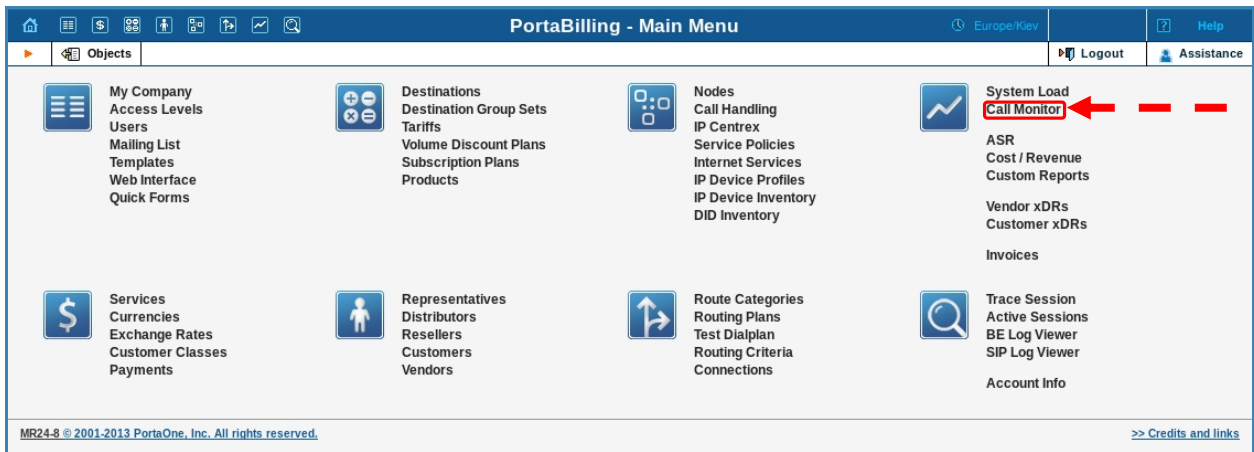 PortaBilling - Main Menu
Europe/Kiev
Help
Objects
Logout
Assistance
My Company
Access Levels
Users
Mailing List
Templates
Web Interface
Quick Forms
Destinations
Destination Group Sets
Tariffs
Volume Discount Plans
Subscription Plans
Products
Nodes
Call Handling
IP Centrex
Service Policies
Internet Services
IP Device Profiles
IP Device Inventory
DID Inventory
System Load
Call Monitor
ASR
Cost / Revenue
Custom Reports
Vendor xDRs
Customer xDRs
Invoices
Services
Currencies
Exchange Rates
Customer Classes
Payments
Representatives
Distributors
Resellers
Customers
Vendors
Route Categories
Routing Plans
Test Dialplan
Routing Criteria
Connections
Trace Session
Active Sessions
BE Log Viewer
SIP Log Viewer
Account Info
MR24-8 © 2001-2013 PortaOne, Inc. All rights reserved.
>> Credits and links